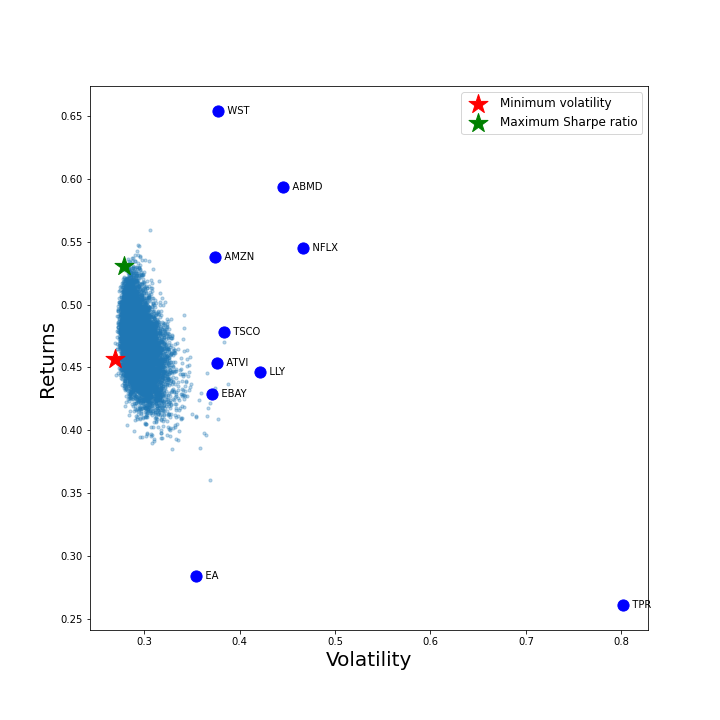 Minimum volatility
Maximum Sharpe ratio
0.65
WST
0.60
ABMD
0.55
NFLX
AMZN
0.50
TSCO
0.45
ATVI
LLY
EBAY
0.40
0.35
0.30
EA
TPR
0.25
Returns
0.3 0.4 0.5 0.6 0.7 0.8
Volatility